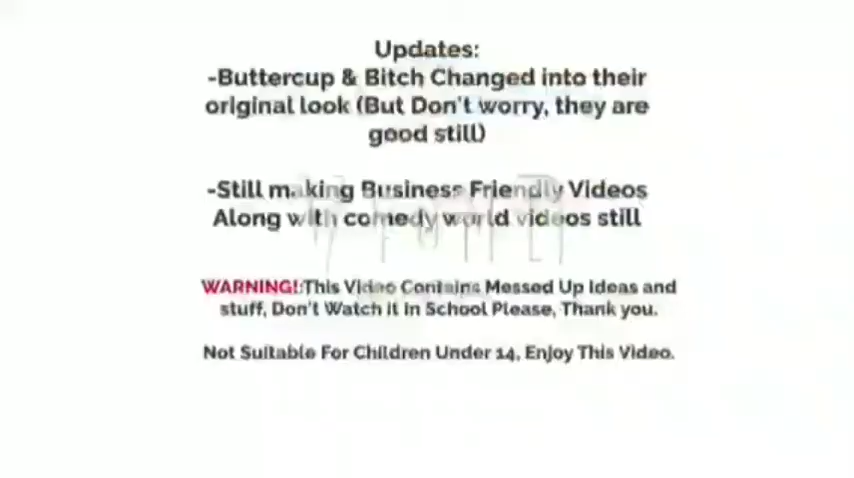 Updates:
-Buttercup & Bitch Changed into their
original look (But Don't worry, they are
good still)
-Still making Business Friendly Videos
Along with comedy world videos still
WARNING!:This Video Contains Messed Up Ideas and
stuff, Don't Watch it In School Please, Thank you.
Not Suitable For Children Under 14, Enjoy This Video.